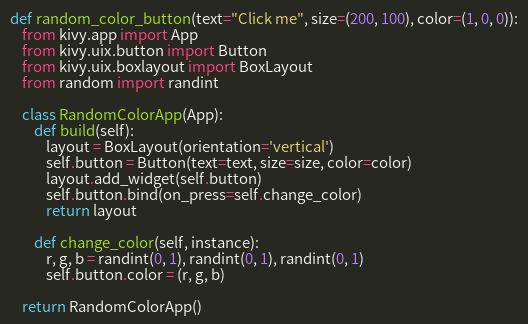 def random_color_button(text="Click me", size=(200, 100), color=(1, 0, 0)):
from kivy.app import App
from kivy.uix.button import Button
from kivy.uix.boxlayout import BoxLayout
from random import randint
class RandomColorApp(App):
def build(self):
layout = BoxLayout(orientation='vertical')
self.button = Button(text=text, size=size, color=color)
layout.add_widget(self.button)
self.button.bind(on_press=self.change_color)
return layout
def change_color(self, instance):
r, g, b = randint(0, 1), randint(0, 1), randint(0, 1)
self.button.color = (r, g, b)
return RandomColorApp()